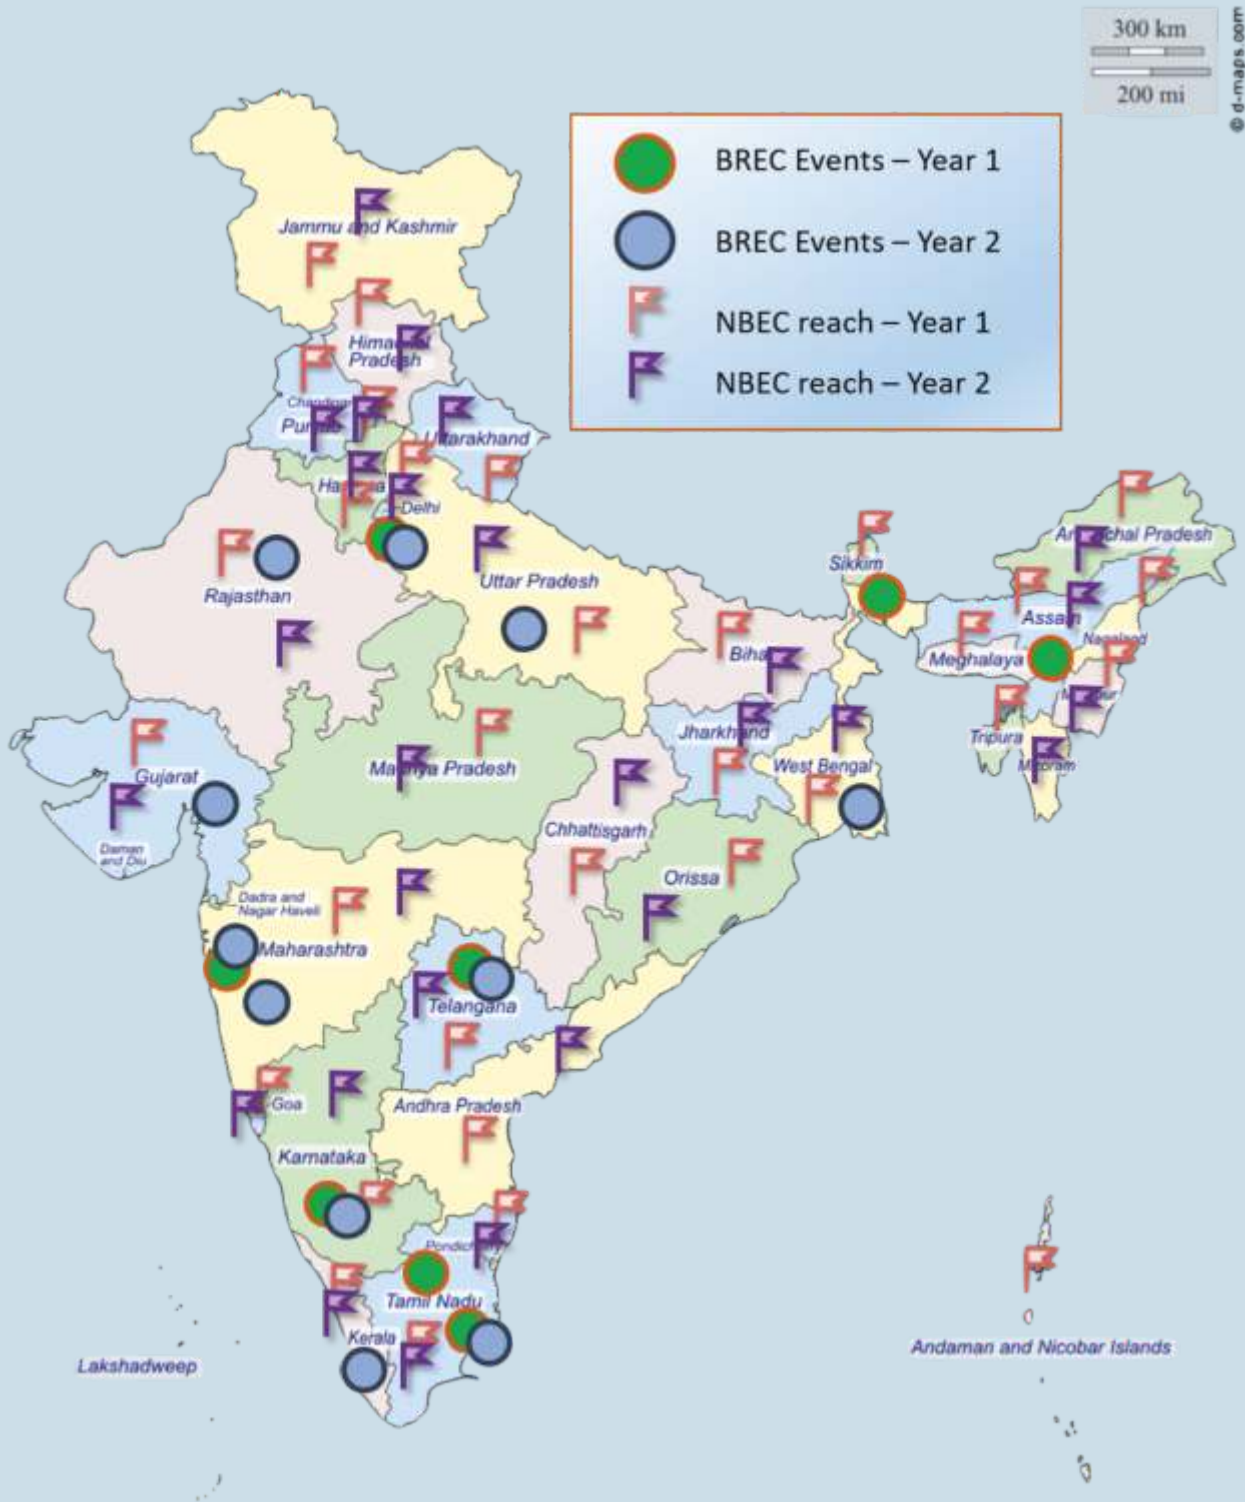 300 km
200 mi
© d-maps.com
BREC Events – Year 1
BREC Events – Year 2
NBEC reach – Year 1
NBEC reach – Year 2
Jammu and Kashmir
Himachal
Pradesh
Uttarakhand
Delhi
Arunachal Pradesh
Sikkim
Uttar Pradesh
Rajasthan
Assam
Nagaland
Meghalaya
Jharkhand
Tripura
Mizoram
West Bengal
Madhya Pradesh
Gujarat
Chhattisgarh
Daman
and Diu
Orissa
Dadra and
Nagar Haveli
Maharashtra
Telangana
Goa
Andhra Pradesh
Karnataka
Tamil Nadu
Kerala
Lakshadweep
Andaman and Nicobar Islands